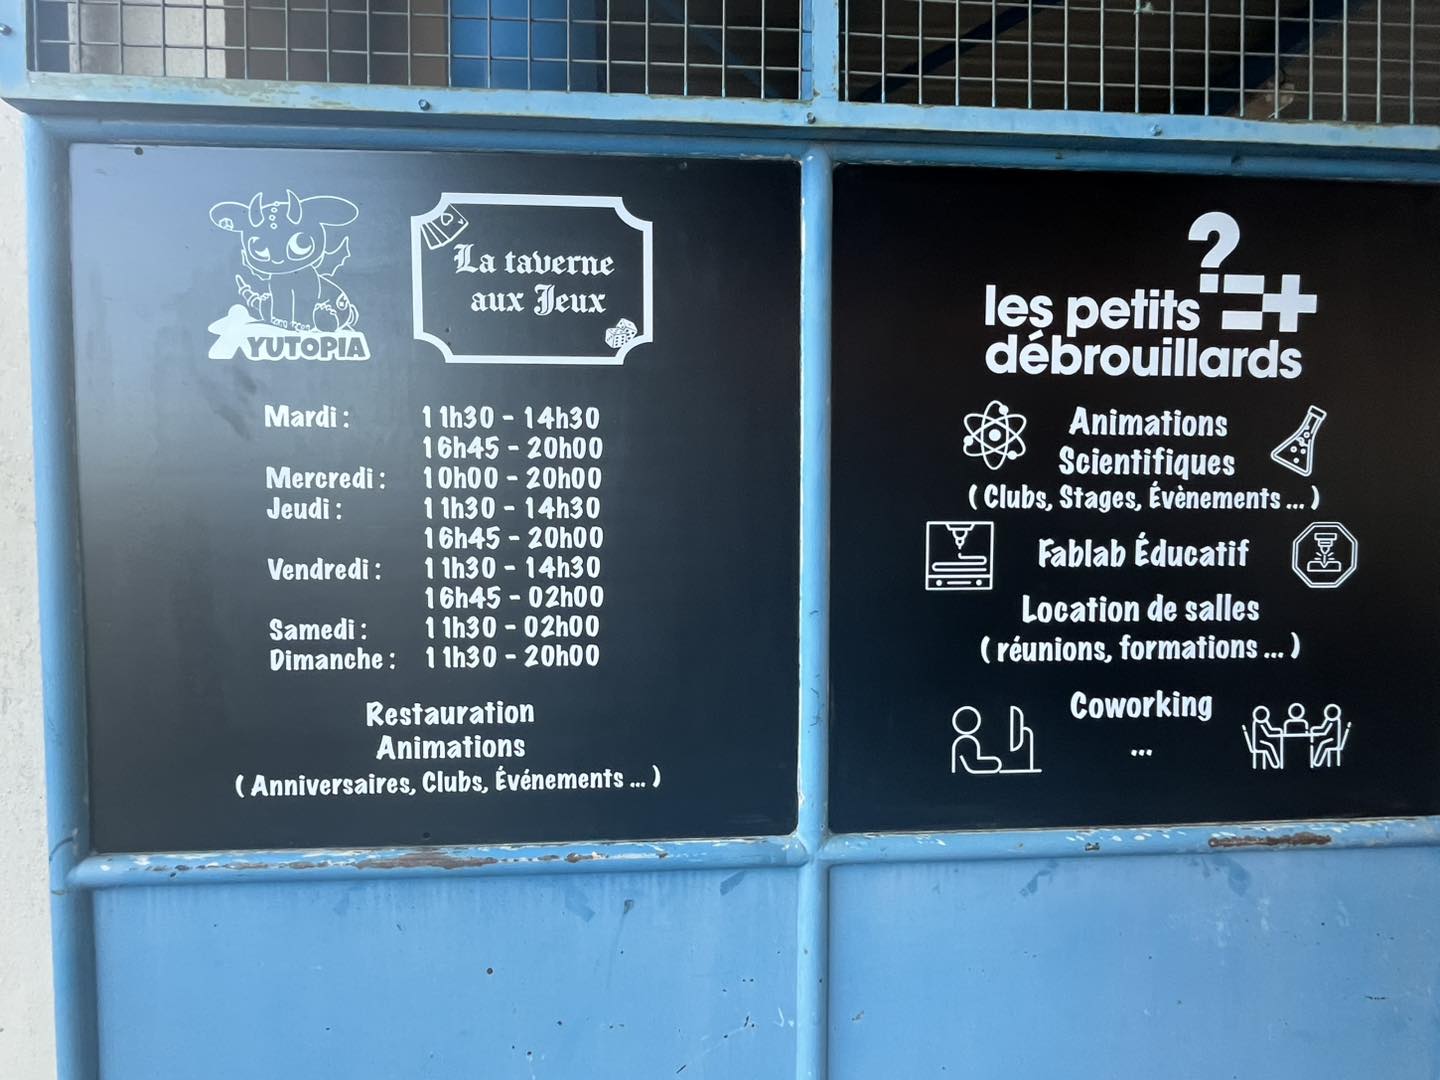 YUTOPIA
La taverne
aux Jeux
Mardi : 11h30 - 14h30
16h45 - 20h00
Mercredi : 10h00 - 20h00
Jeudi : 11h30 - 14h30
16h45 - 20h00
Vendredi : 11h30 - 14h30
16h45 - 02h00
Samedi : 11h30 - 02h00
Dimanche : 11h30 - 20h00
Restauration
Animations
( Anniversaires, Clubs, Événements ... )
les petits
débrouillards
Animations
Scientifiques
( Clubs, Stages, Évènements ... )
Fablab Éducatif
Location de salles
( réunions, formations ... )
Coworking
...